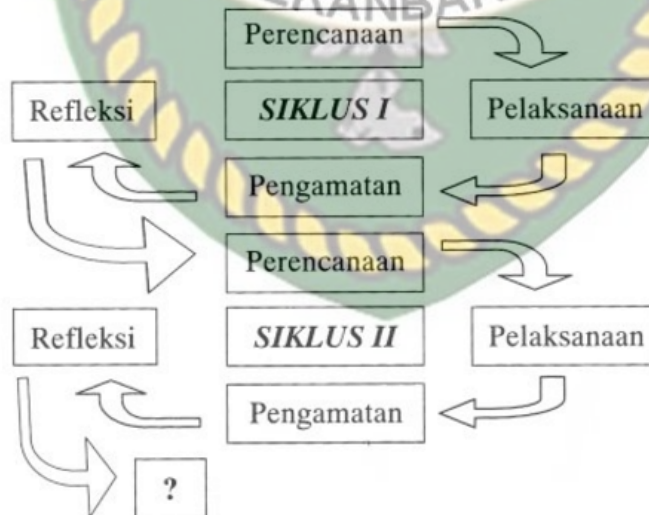 Perencanaan
Refleksi SIKLUS I Pelaksanaan
Pengamatan
Perencanaan
Refleksi SIKLUS II Pelaksanaan
Pengamatan
?